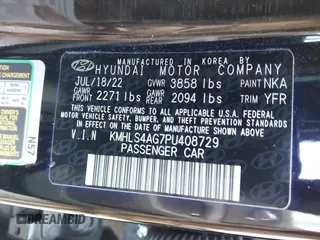 MANUFACTURED IN KOREA BY
HYUNDAI MOTOR COMPANY
JUL/18/22 GVWR 3858 lbs PAINT NKA
GAWR FRONT 2271 lbs GAWR REAR 2094 lbs TRIM YFR
THIS VEHICLE CONFORMS TO ALL APPLICABLE
FEDERAL MOTOR VEHICLE SAFETY, BUMPER,
AND THEFT PREVENTION STANDARDS IN EFFECT ON
THE DATE OF MANUFACTURE SHOWN ABOVE.
V.I.N KMHLS4AG7PU408729
PASSENGER CAR
N57
DREAMBID